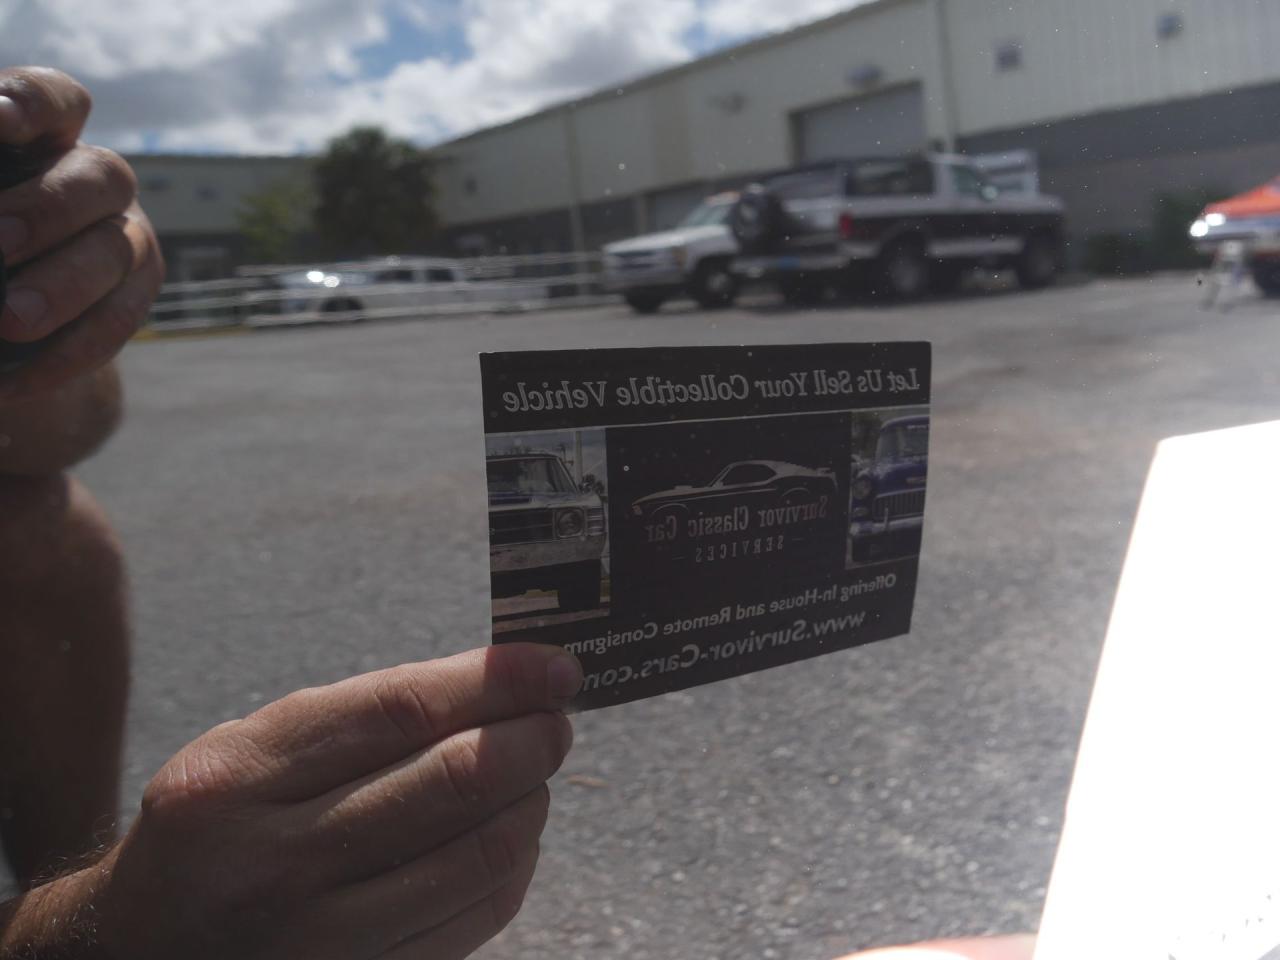 Let Us Sell Your Collectible Vehicle
Survivor Classic Car
— SERVICES —
Offering In-House and Remote Consignm
www.Survivor-Cars.com